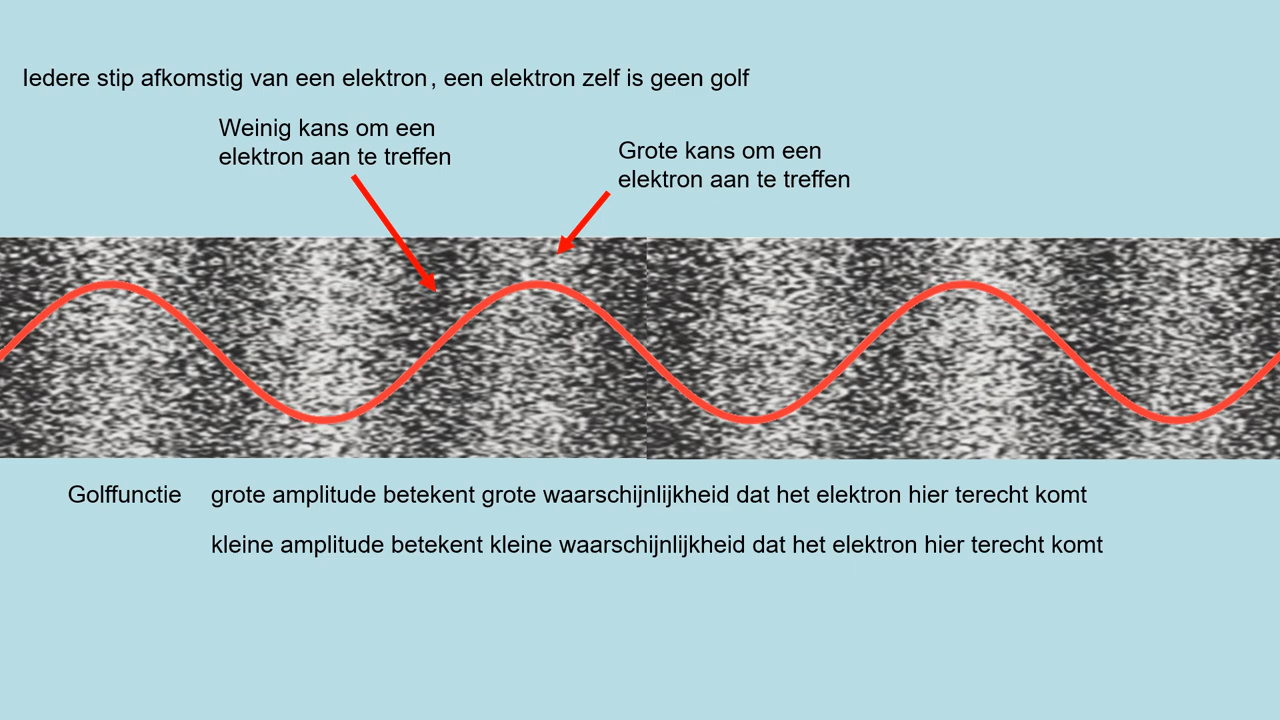 Iedere stip afkomstig van een elektron, een elektron zelf is geen golf
Weinig kans om een
elektron aan te treffen
Grote kans om een
elektron aan te treffen
Golffunctie grote amplitude betekent grote waarschijnlijkheid dat het elektron hier terecht komt
kleine amplitude betekent kleine waarschijnlijkheid dat het elektron hier terecht komt